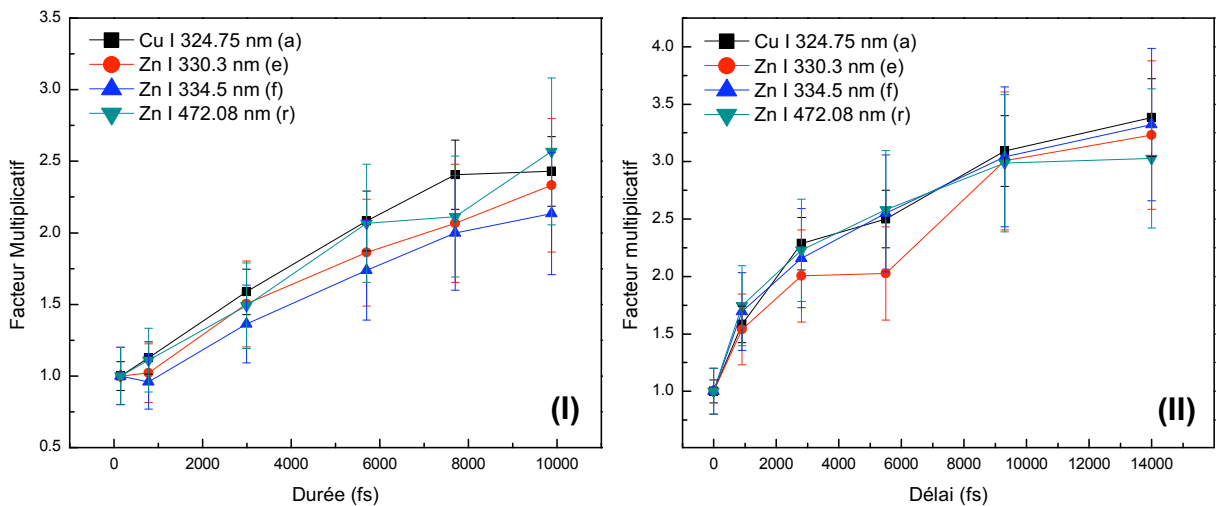 3.5
3.0
2.5
2.0
1.5
1.0
0.5
Facteur Multiplicatif
Cu I 324.75 nm (a)
Zn I 330.3 nm (e)
Zn I 334.5 nm (f)
Zn I 472.08 nm (r)
(I)
0 2000 4000 6000 8000 10000
Durée (fs)
4.0
3.5
3.0
2.5
2.0
1.5
1.0
Facteur multiplicatif
Cu I 324.75 nm (a)
Zn I 330.3 nm (e)
Zn I 334.5 nm (f)
Zn I 472.08 nm (r)
(II)
0 2000 4000 6000 8000 10000 12000 14000
Délai (fs)